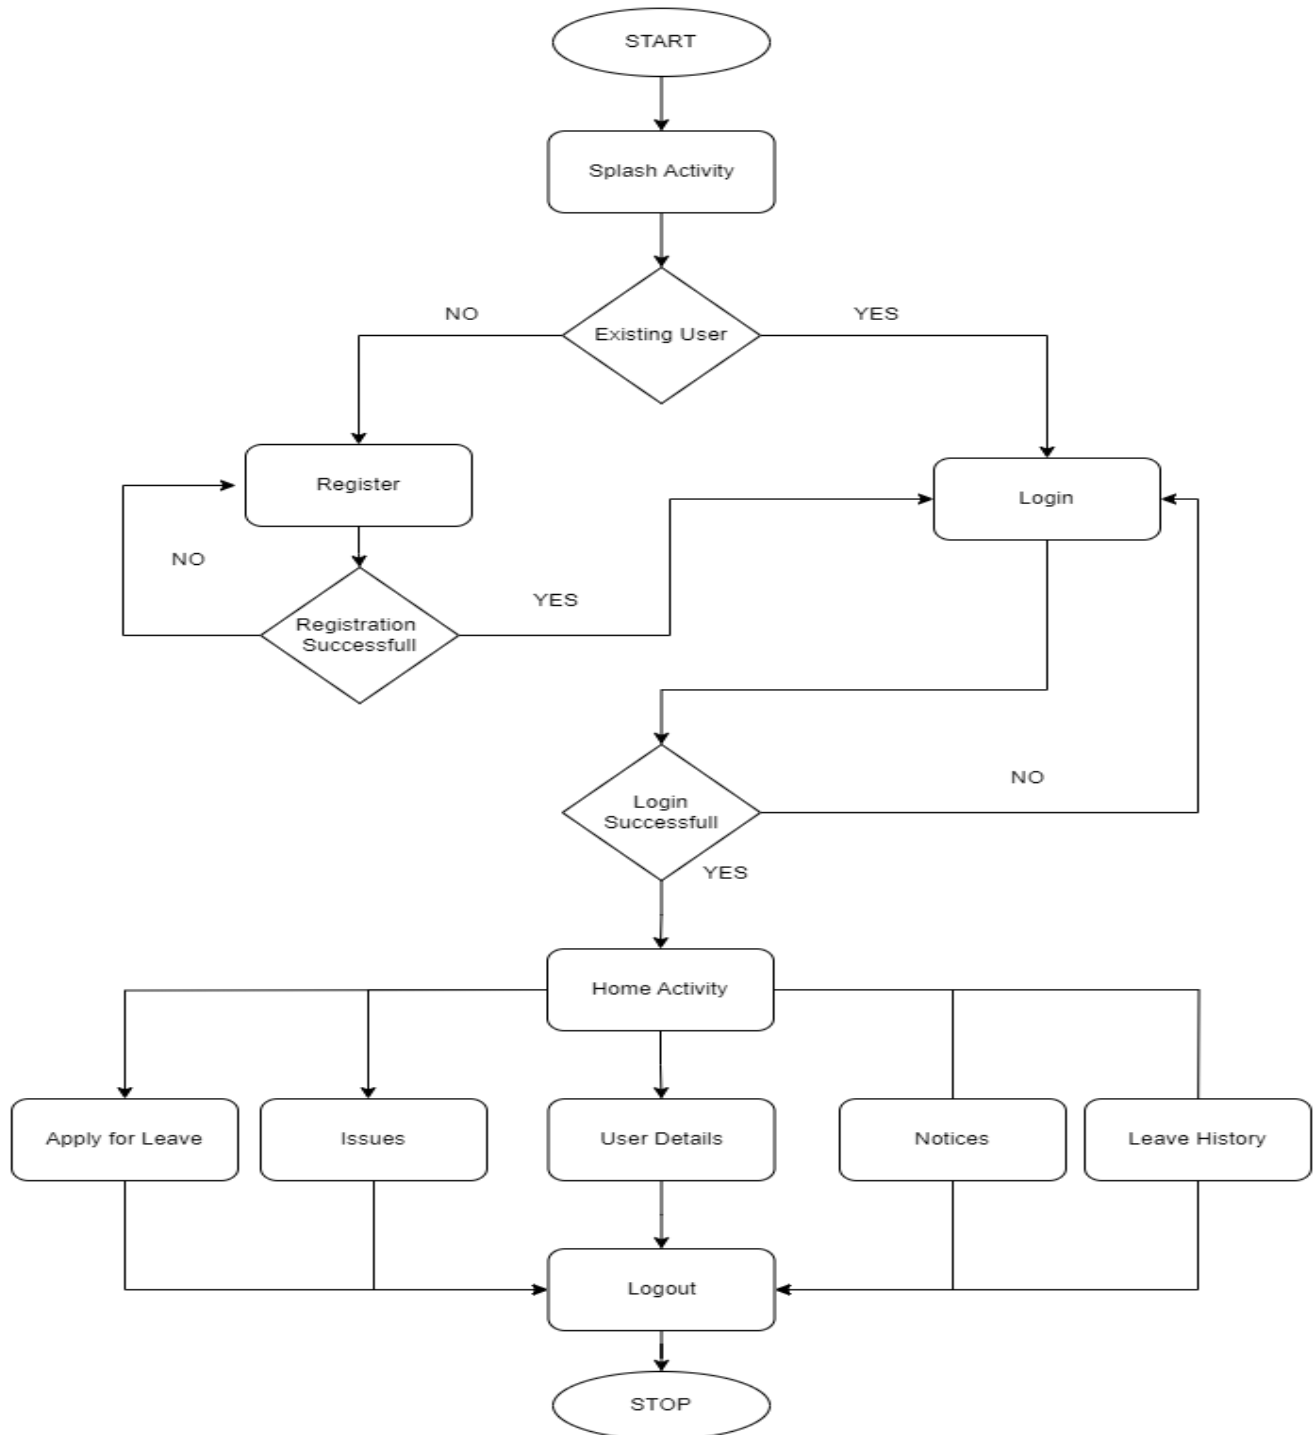 START
Splash Activity
NO
YES
Existing User
Register
Login
NO
YES
Registration
Successfull
NO
Login
Successfull
YES
Home Activity
Apply for Leave
Issues
User Details
Notices
Leave History
Logout
STOP